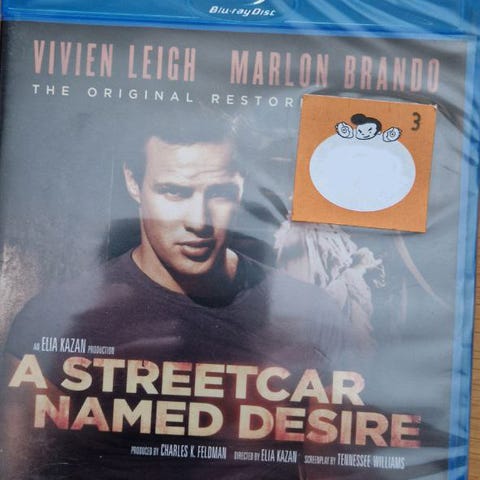 Blu-ray Disc
VIVIEN LEIGH MARLON BRANDO
THE ORIGINAL
3
AN ELIA KAZAN PRODUCTION
A STREETCAR
NAMED DESIRE
PRODUCED BY CHARLES K. FELDMAN DIRECTED BY ELIA KAZAN SCREENPLAY BY TENNESSEE WILLIAMS